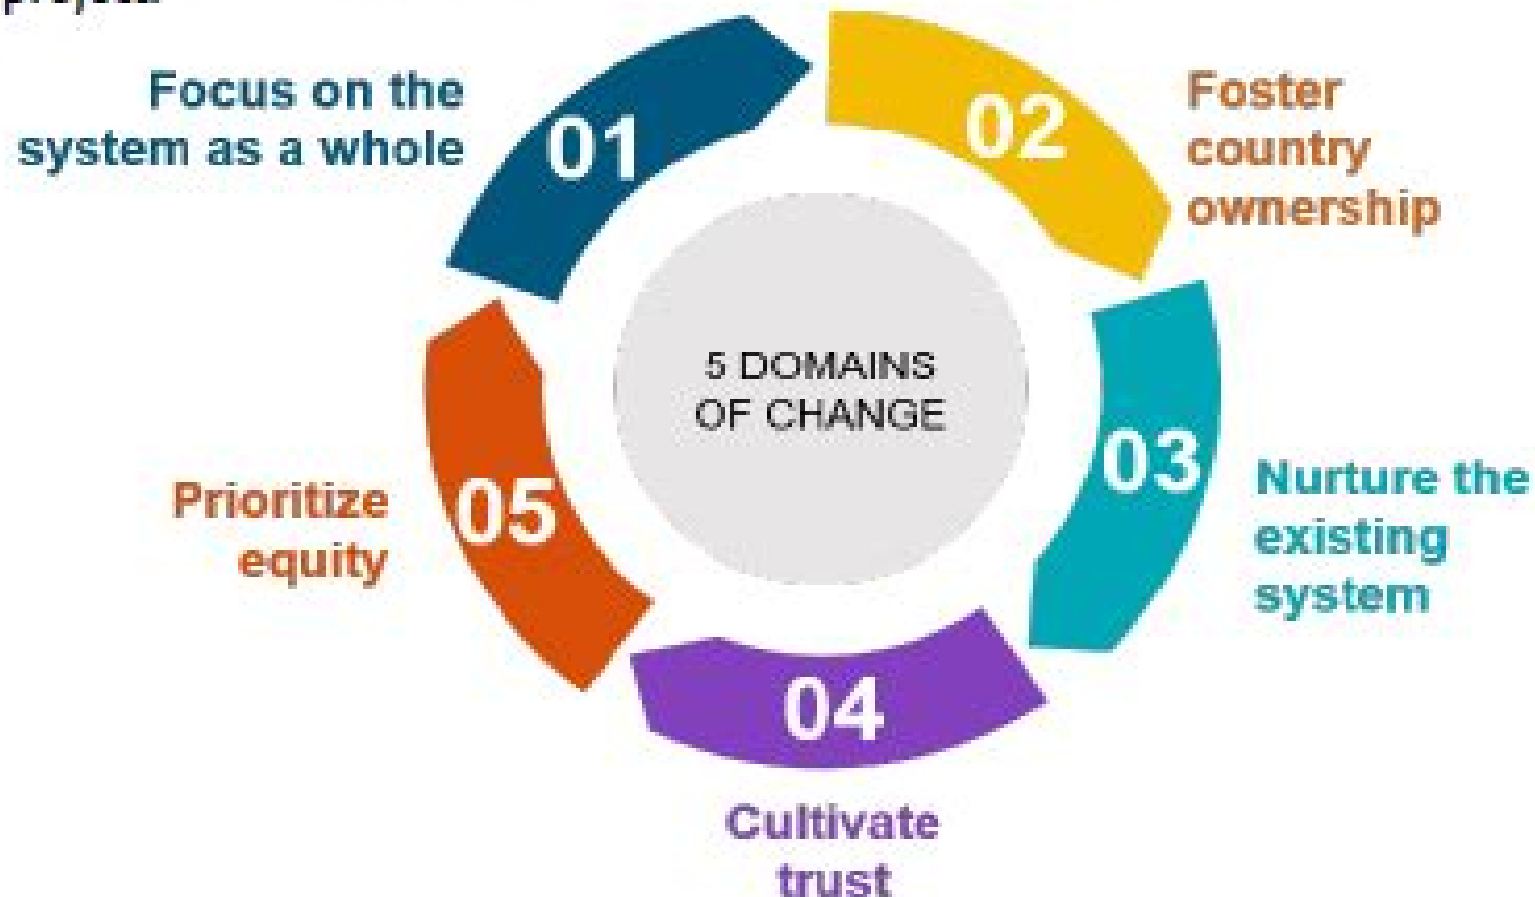 Focus on the
system as a whole
01
02
Foster
country
ownership
5 DOMAINS
OF CHANGE
03
Nurture the
existing
system
04
Cultivate
trust
05
Prioritize
equity